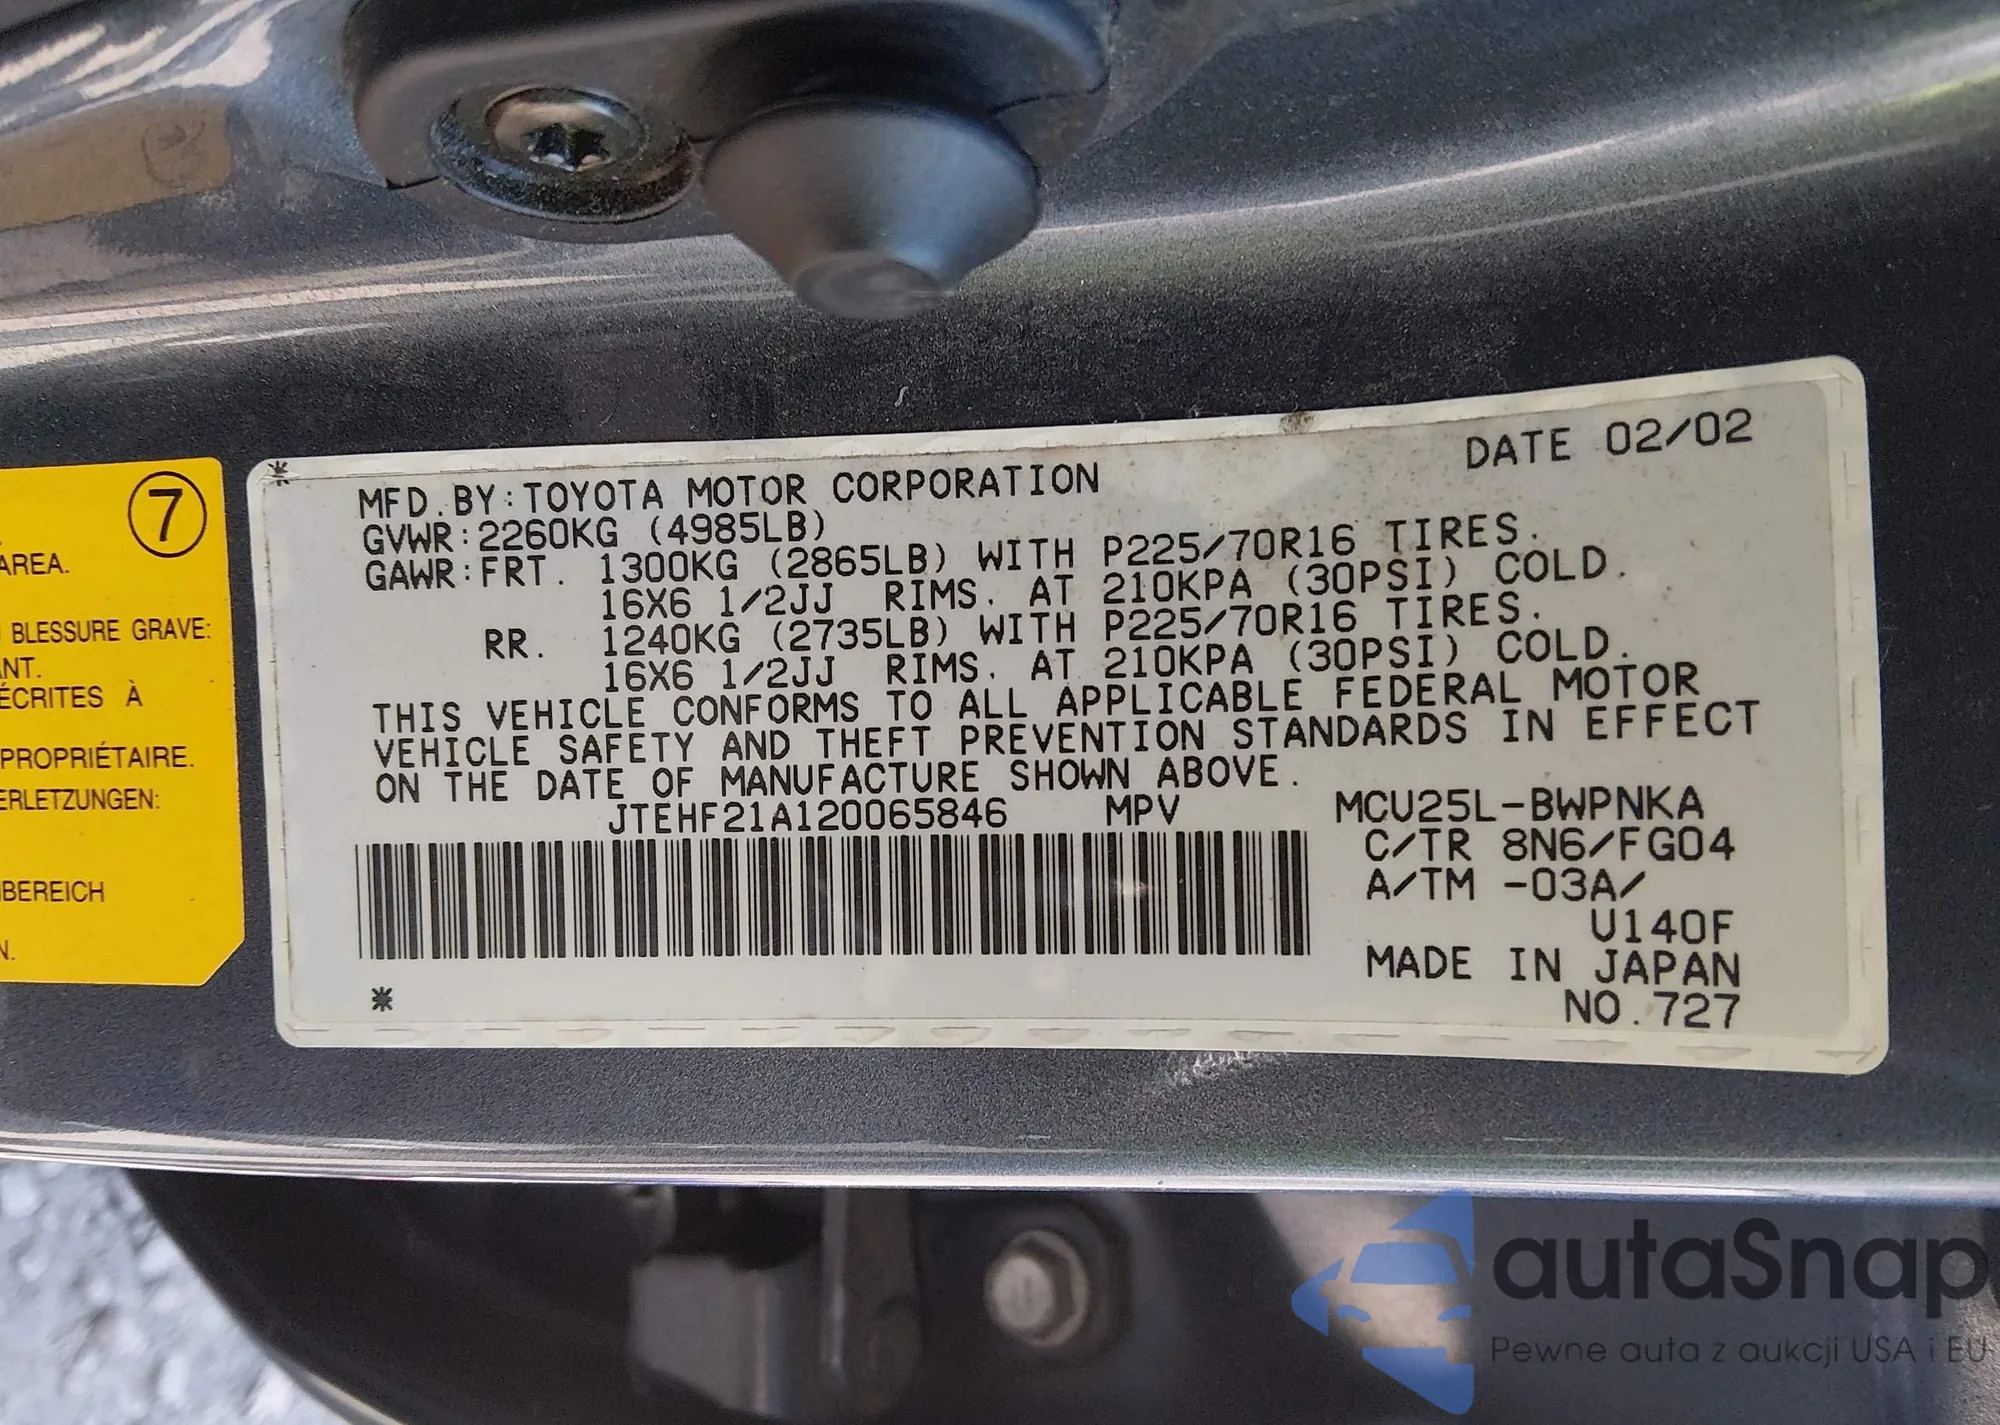 7
AREA.
BLESSURE GRAVE:
ÉCRITES À
PROPRIÉTAIRE.
DATE 02/02
MFD.BY:TOYOTA MOTOR CORPORATION
GVWR:2260KG (4985LB)
GAWR:FRT. 1300KG (2865LB) WITH P225/70R16 TIRES.
16X6 1/2JJ RIMS. AT 210KPA (30PSI) COLD.
RR. 1240KG (2735LB) WITH P225/70R16 TIRES.
16X6 1/2JJ RIMS. AT 210KPA (30PSI) COLD.
THIS VEHICLE CONFORMS TO ALL APPLICABLE FEDERAL MOTOR
VEHICLE SAFETY AND THEFT PREVENTION STANDARDS IN EFFECT
ON THE DATE OF MANUFACTURE SHOWN ABOVE.
JTEHF21A120065846 MPV MCU25L-BWPNKA
C/TR 8N6/FG04
A/TM -03A/
U140F
MADE IN JAPAN
NO.727
autaSnap
Pewne auta z aukcji USA i EU